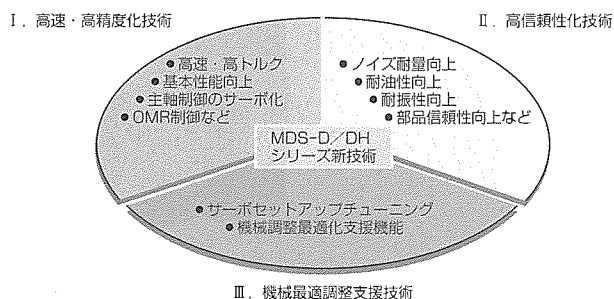 Ⅰ．高速・高精度化技術
Ⅱ．高信頼性化技術
●高速・高トルク
●基本性能向上
●主軸制御のサーボ化
●OMR制御など
●ノイズ耐量向上
●耐油性向上
●耐振性向上
●部品信頼性向上など
MDS-D／DH
シリーズ新技術
●サーボセットアップチューニング
●機械調整最適化支援機能
Ⅲ．機械最適調整支援技術